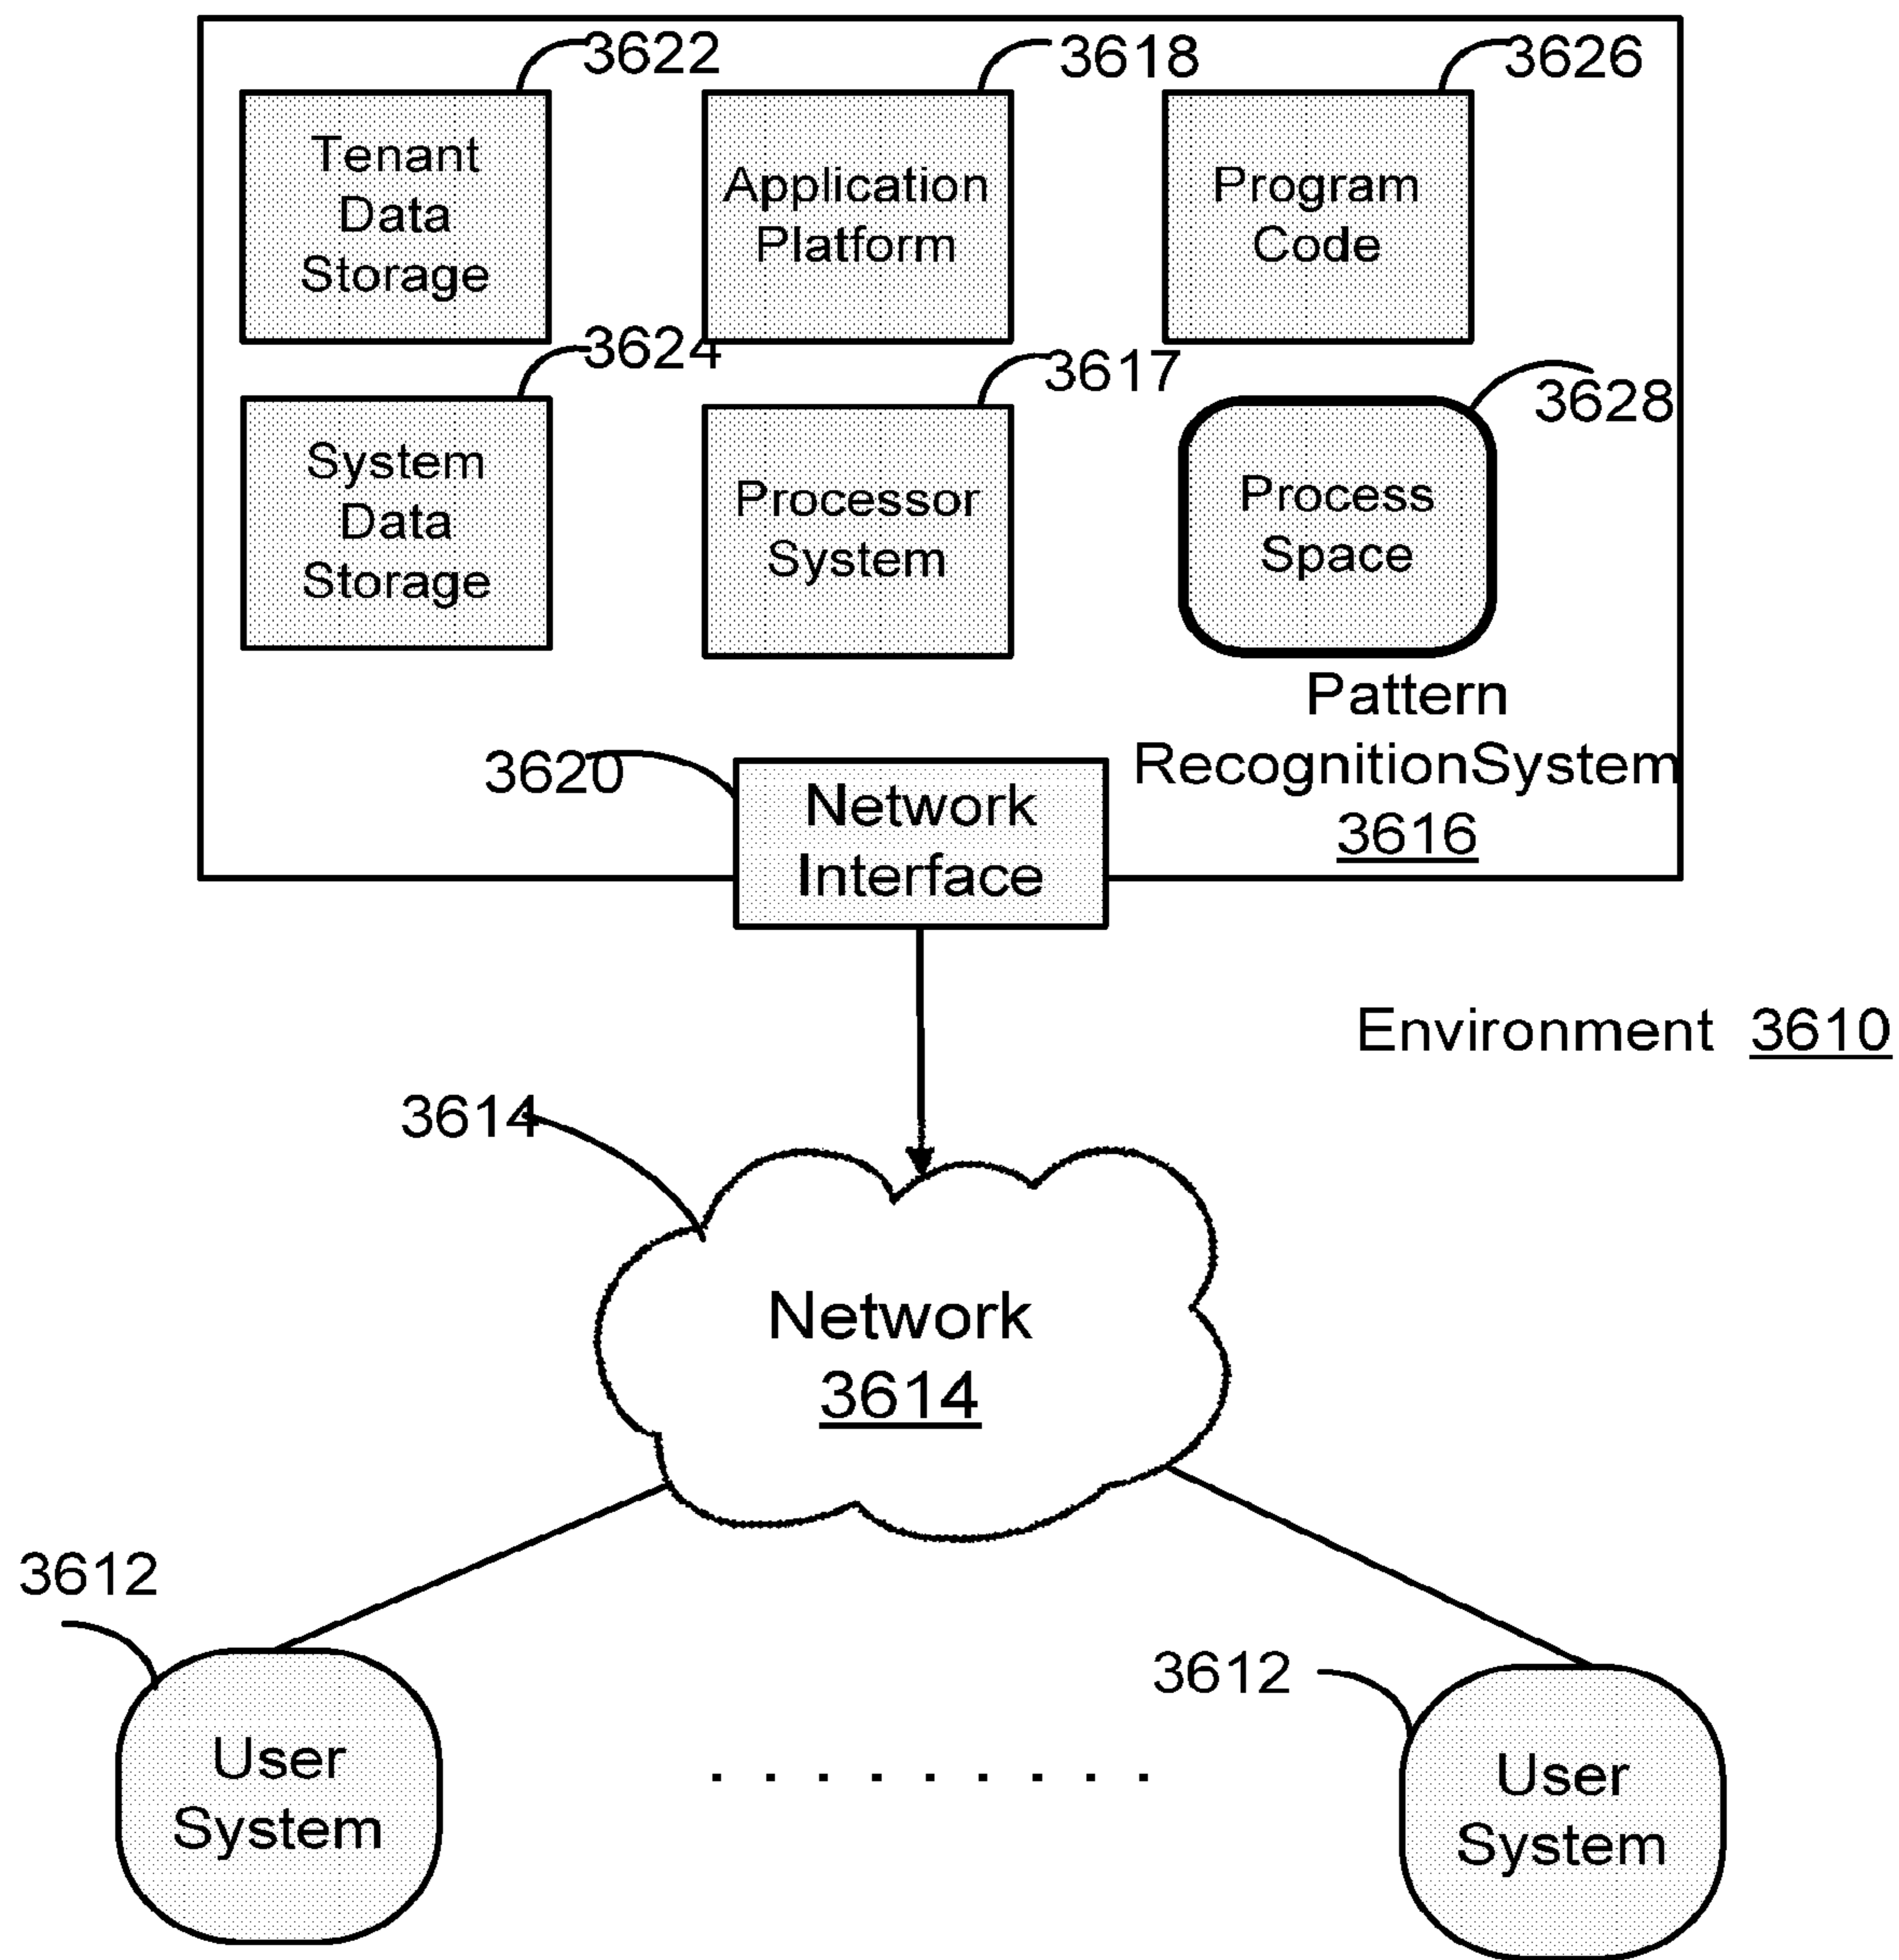 3622
3618
3626
Tenant
Data
Storage
Application
Platform
Program
Code
3624
3617
3628
System
Data
Storage
Processor
System
Process
Space
Pattern
RecognitionSystem
3616
3620
Network
Interface
Environment 3610
3614
Network
3614
3612
User
System
. . . . . . . . .
3612
User
System